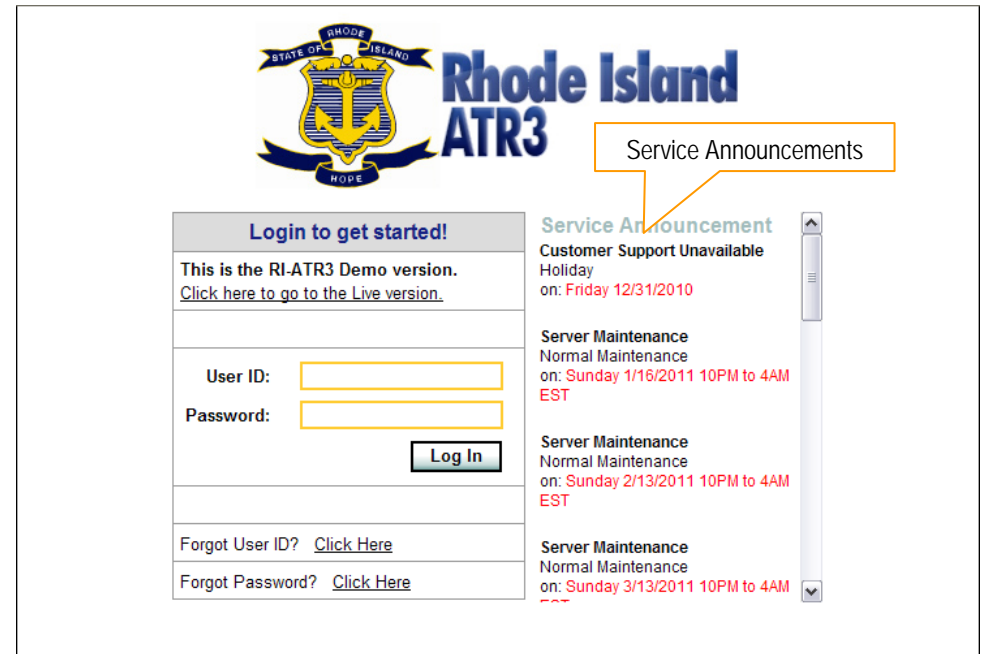 STATE OF RHODE ISLAND
HOPE
Rhode Island
ATR3
Service Announcements
Login to get started!
This is the RI-ATR3 Demo version.
Click here to go to the Live version.
User ID:
Password:
Log In
Forgot User ID? Click Here
Forgot Password? Click Here
Service Announcement
Customer Support Unavailable
Holiday
on: Friday 12/31/2010
Server Maintenance
Normal Maintenance
on: Sunday 1/16/2011 10PM to 4AM
EST
Server Maintenance
Normal Maintenance
on: Sunday 2/13/2011 10PM to 4AM
EST
Server Maintenance
Normal Maintenance
on: Sunday 3/13/2011 10PM to 4AM